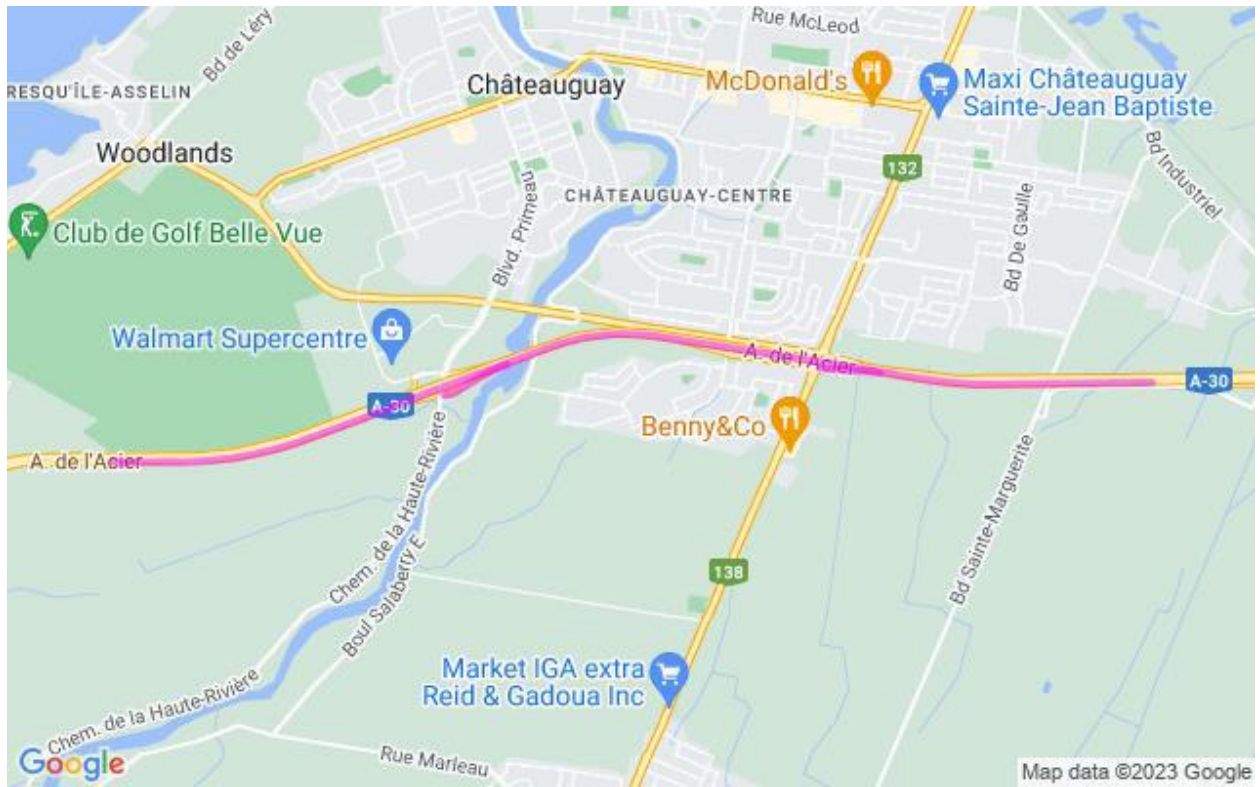 Rue McLeod
Bd de Léry
RESQU'ÎLE-ASSELIN
Châteauguay
McDonald's
Maxi Châteauguay
Sainte-Jean Baptiste
Woodlands
132
Bd Industriel
CHÂTEAUGUAY-CENTRE
Blvd. Primeau
Bd De Gaulle
Club de Golf Belle Vue
Walmart Supercentre
A. de l'Acier
A-30
A-30
Benny&Co
A. de l'Acier
Chem. de la Haute-Rivière
Bd Sainte-Marguerite
Boul Salaberry E
138
Market IGA extra
Reid & Gadoua Inc
Chem. de la Haute-Rivière
Rue Marleau
Google
Map data ©2023 Google